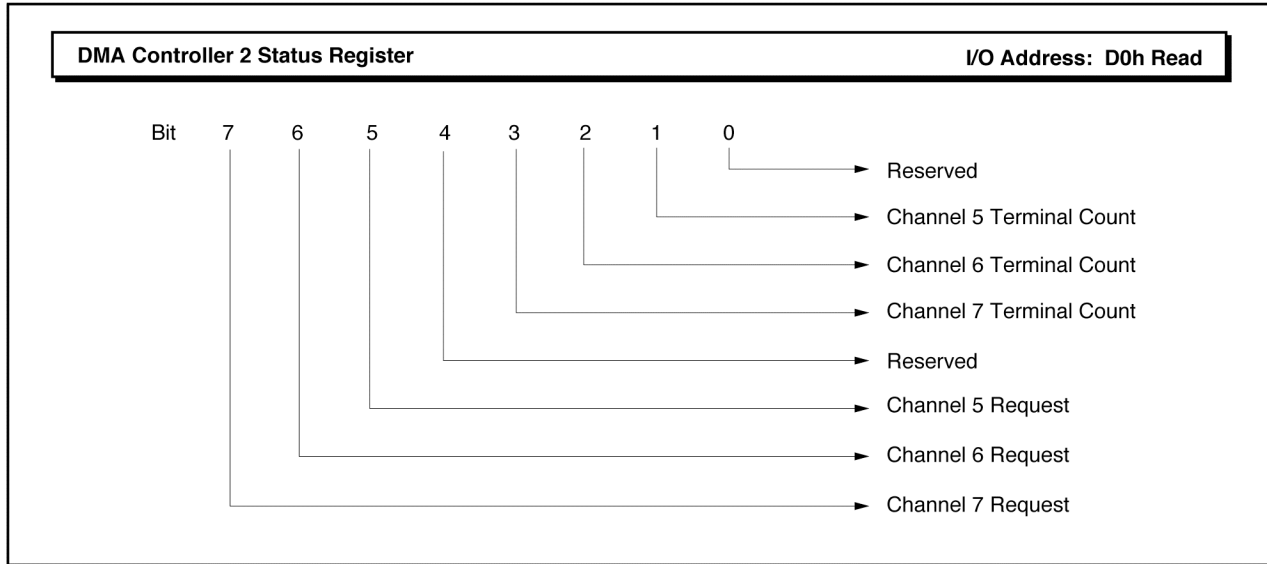 DMA Controller 2 Status Register I/O Address: D0h Read
Bit 7 6 5 4 3 2 1 0
Reserved
Channel 5 Terminal Count
Channel 6 Terminal Count
Channel 7 Terminal Count
Reserved
Channel 5 Request
Channel 6 Request
Channel 7 Request